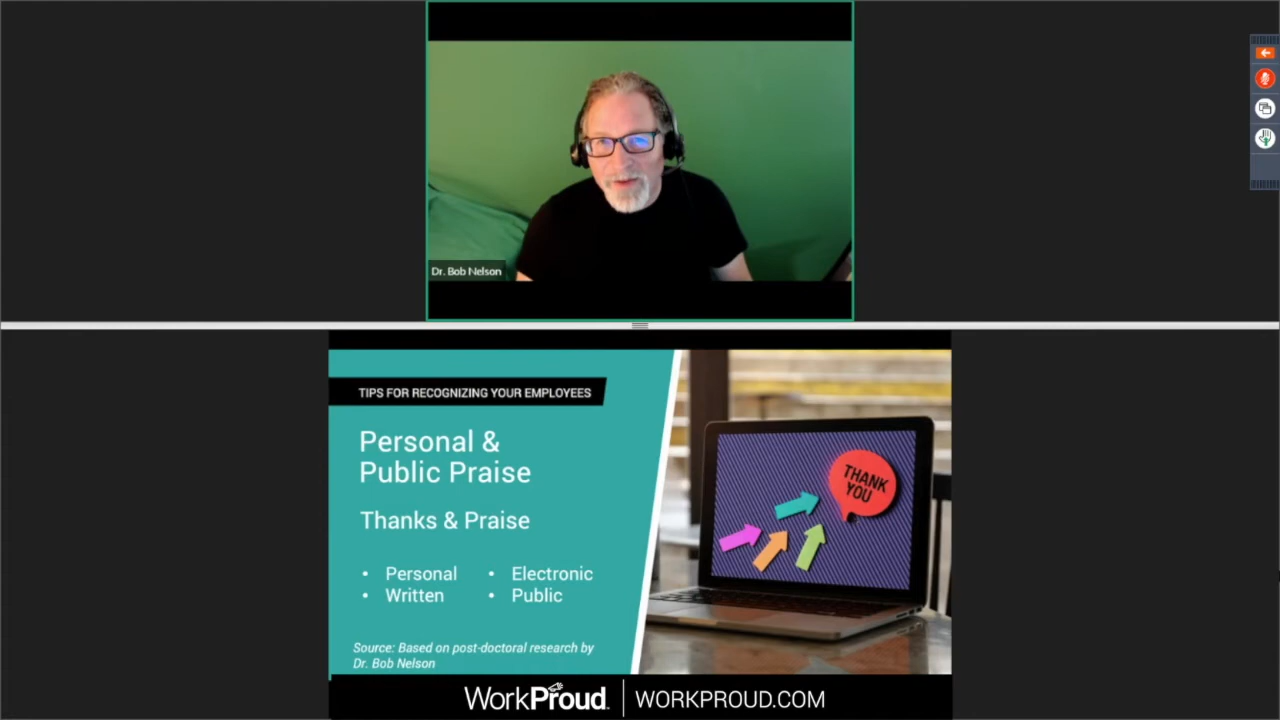 Dr. Bob Nelson
TIPS FOR RECOGNIZING YOUR EMPLOYEES
Personal &
Public Praise
Thanks & Praise
• Personal
• Written
• Electronic
• Public
Source: Based on post-doctoral research by
Dr. Bob Nelson
THANK
YOU
WorkProud.
WORKPROUD.COM